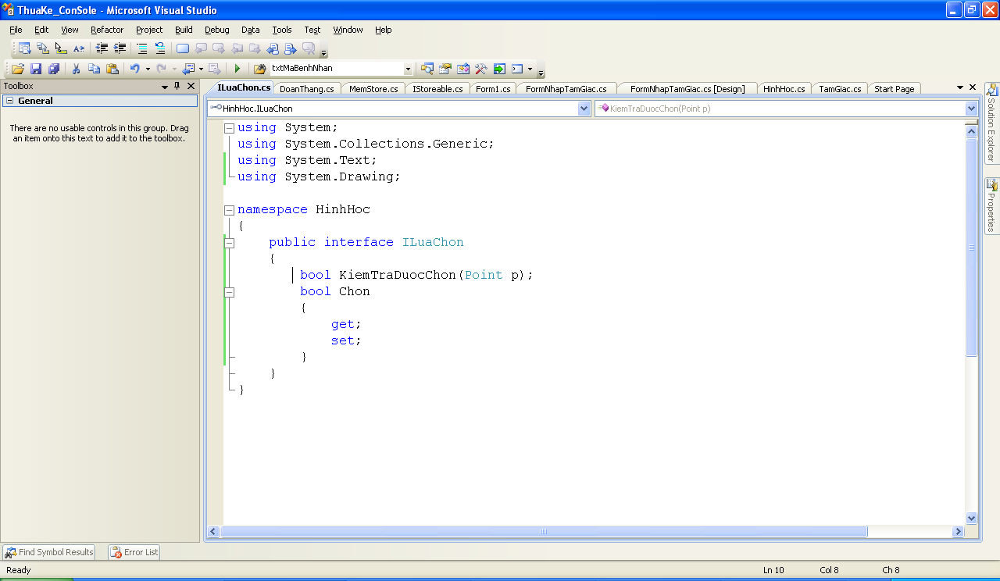 ThuaKe_ConSole - Microsoft Visual Studio
File Edit View Refactor Project Build Debug Data Tools Test Window Help
txtMaBenhNhan
Toolbox
General
There are no usable controls in this group. Drag
an item onto this text to add it to the toolbox.
ILuaChon.cs DoanThang.cs MemStore.cs IStoreable.cs Form1.cs FormNhapTamGiac.cs FormNhapTamGiac.cs [Design] HinhHoc.cs TamGiac.cs Start Page
HinhHoc.ILuaChon KiemTraDuocChon(Point p)
using System;
using System.Collections.Generic;
using System.Text;
using System.Drawing;
namespace HinhHoc
{
public interface ILuaChon
{
bool KiemTraDuocChon(Point p);
bool Chon
{
get;
set;
}
}
}
Solution Explorer
Properties
Find Symbol Results Error List
Ready Ln 10 Col 8 Ch 8